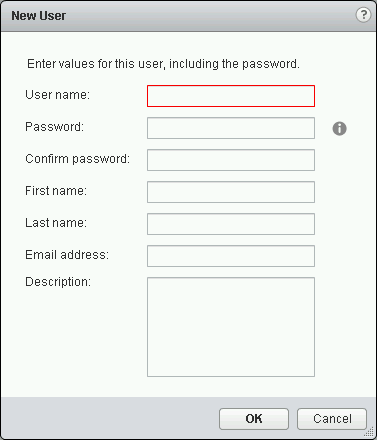 New User
?
Enter values for this user, including the password.
User name:
Password:
i
Confirm password:
First name:
Last name:
Email address:
Description:
OK Cancel